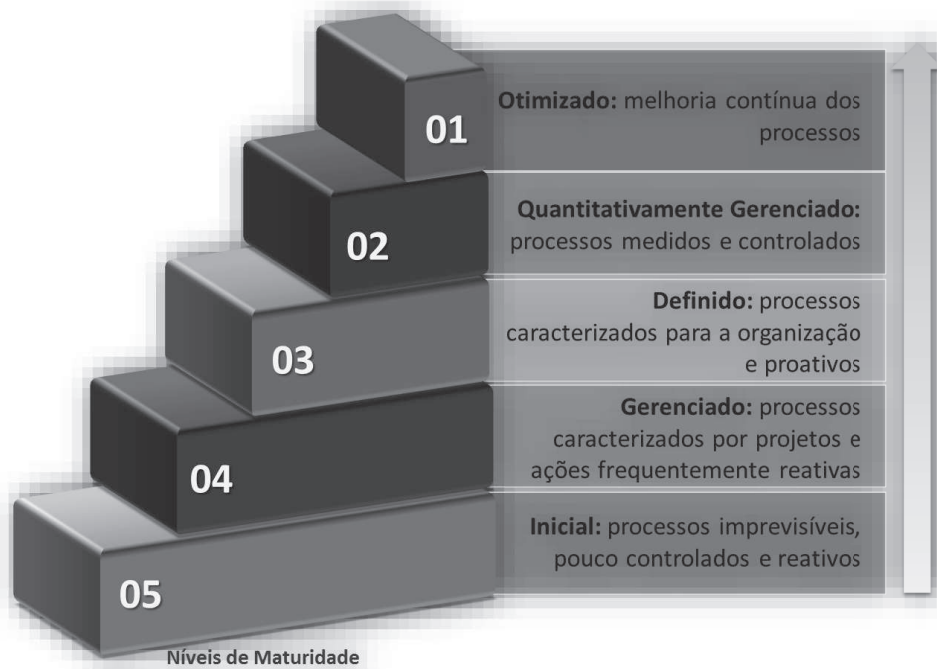 01
Otimizado: melhoria contínua dos
processos
02
Quantitativamente Gerenciado:
processos medidos e controlados
03
Definido: processos
caracterizados para a organização
e proativos
04
Gerenciado: processos
caracterizados por projetos e
ações frequentemente reativas
05
Inicial: processos imprevisíveis,
pouco controlados e reativos
Níveis de Maturidade